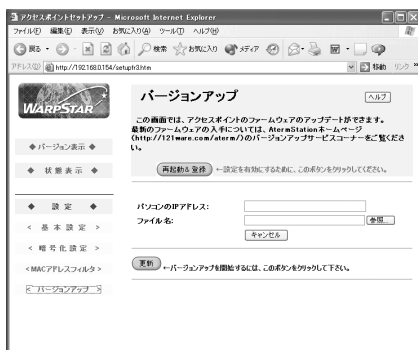 アクセスポイントセットアップ - Microsoft Internet Explorer
ファイル(F) 編集(E) 表示(V) お気に入り(A) ツール(T) ヘルプ(H)
戻る 検索 お気に入り メディア
アドレス(D) http://192.168.0.154/setupfr3.htm 移動 リンク
WARPSTAR
◆バージョン表示◆
◆ 状態表示 ◆
◆ 設定 ◆
< 基本設定 >
< 暗号化設定 >
<MACアドレスフィルタ>
< バージョンアップ >
バージョンアップ
ヘルプ
この画面では、アクセスポイントのファームウェアのアップデートができます。
最新のファームウェアの入手については、AtermStationホームページ
(http://121ware.com/aterm/)のバージョンアップサービスコーナーをご覧くださ
い。
再起動&登録 ←設定を有効にするために、このボタンをクリックしてください。
パソコンのIPアドレス:
ファイル名: 参照...
キャンセル
更新 ←バージョンアップを開始するには、このボタンをクリックして下さい。